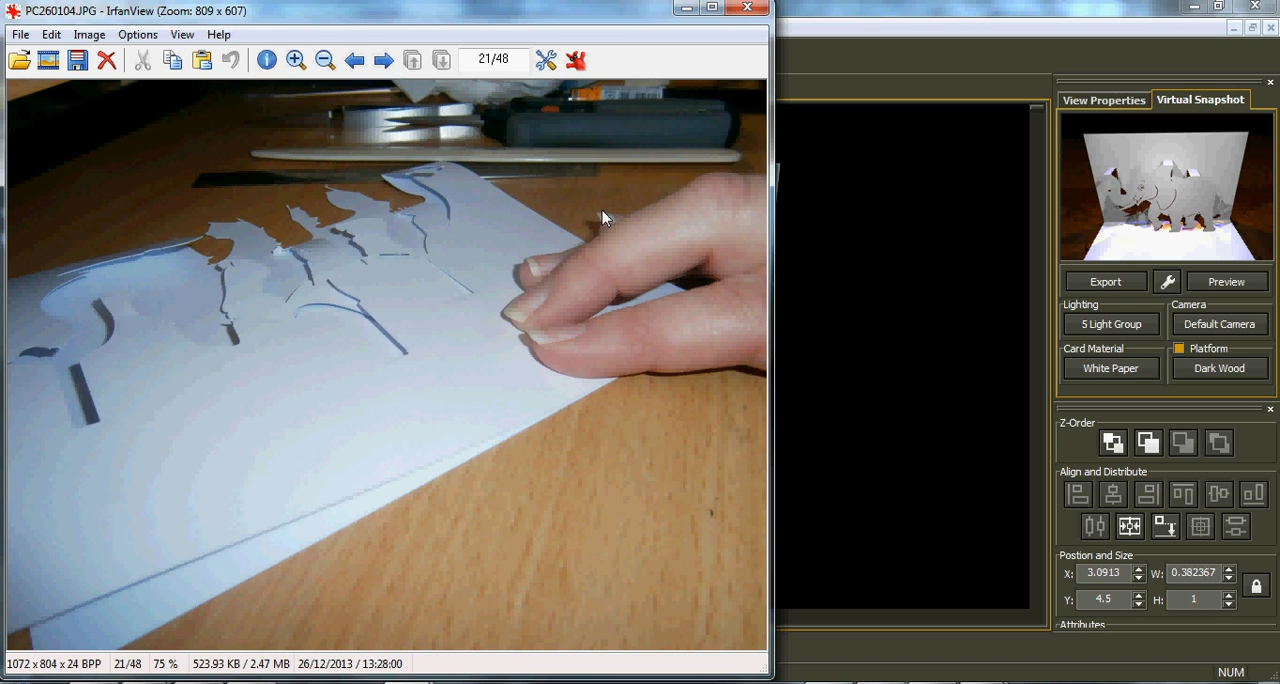 PC260104.JPG - IrfanView (Zoom: 809 x 607)
File Edit Image Options View Help
21/48
1072 x 804 x 24 BPP 21/48 75 % 523.93 KB / 2.47 MB 26/12/2013 / 13:28:00
View Properties Virtual Snapshot
Export Preview
Lighting Camera
5 Light Group Default Camera
Card Material Platform
White Paper Dark Wood
Z-Order
Align and Distribute
Postion and Size
X: 3.0913 W: 0.382367
Y: 4.5 H: 1
Attributes
NUM